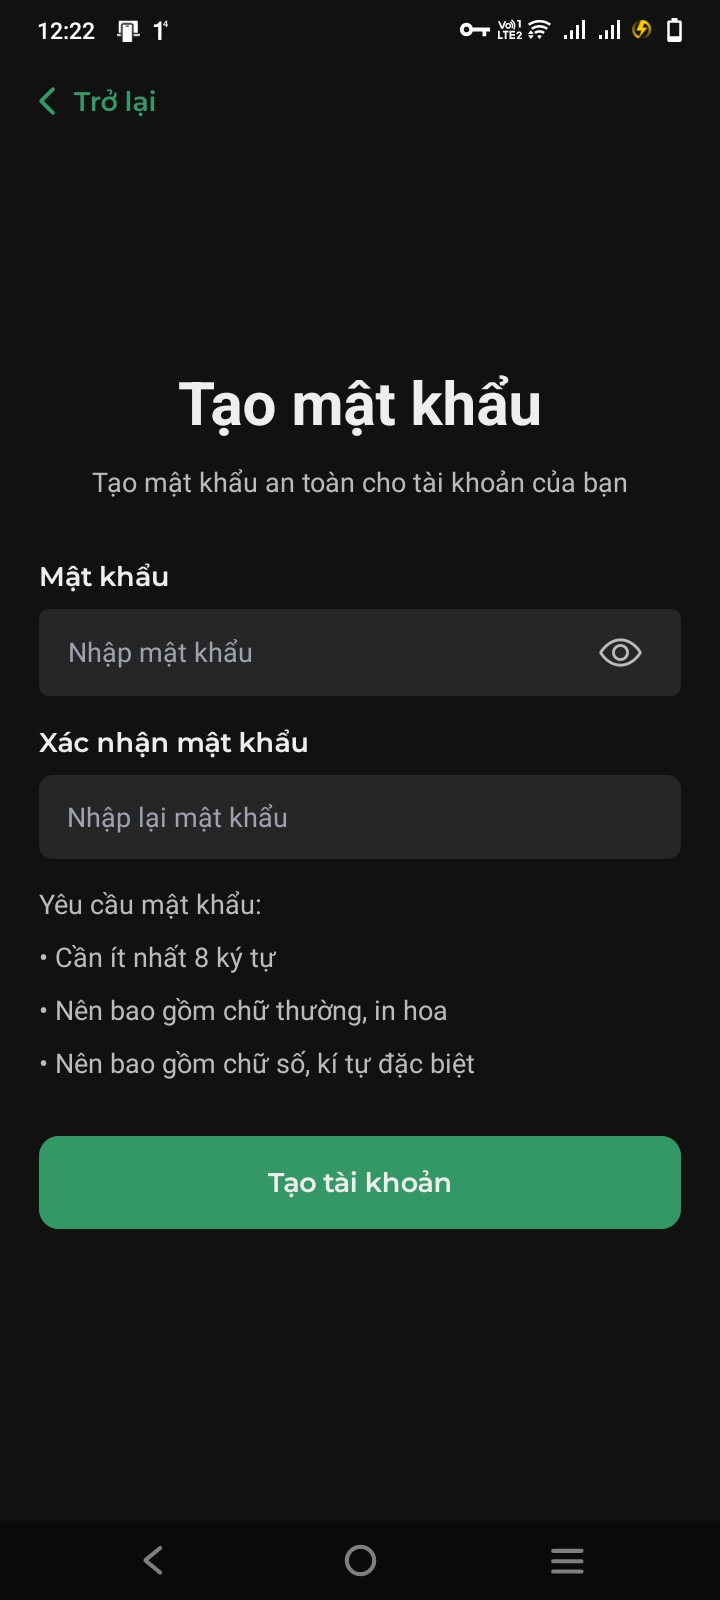 12:22
Vo)) 1
LTE2
Trở lại
Tạo mật khẩu
Tạo mật khẩu an toàn cho tài khoản của bạn
Mật khẩu
Nhập mật khẩu
Xác nhận mật khẩu
Nhập lại mật khẩu
Yêu cầu mật khẩu:
• Cần ít nhất 8 ký tự
• Nên bao gồm chữ thường, in hoa
• Nên bao gồm chữ số, kí tự đặc biệt
Tạo tài khoản